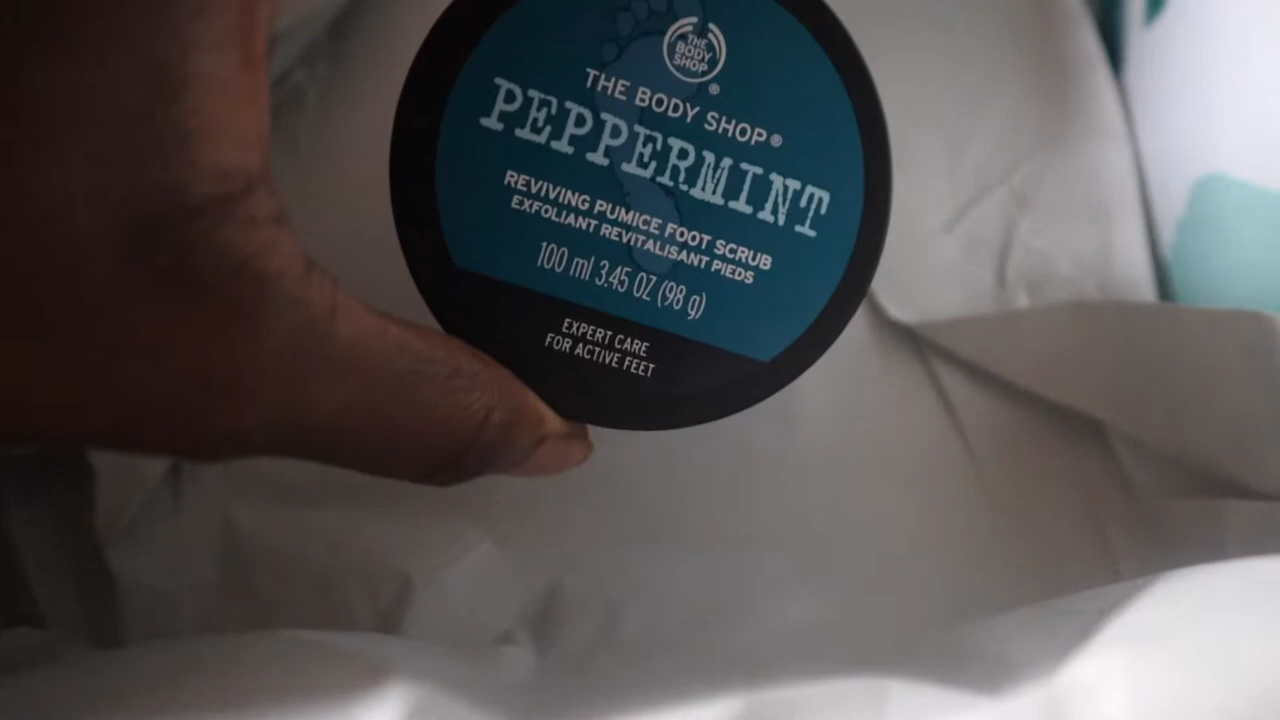 THE
BODY
SHOP
®
THE BODY SHOP®
PEPPERMINT
REVIVING PUMICE FOOT SCRUB
EXFOLIANT REVITALISANT PIEDS
100 ml 3.45 OZ (98 g)
EXPERT CARE
FOR ACTIVE FEET